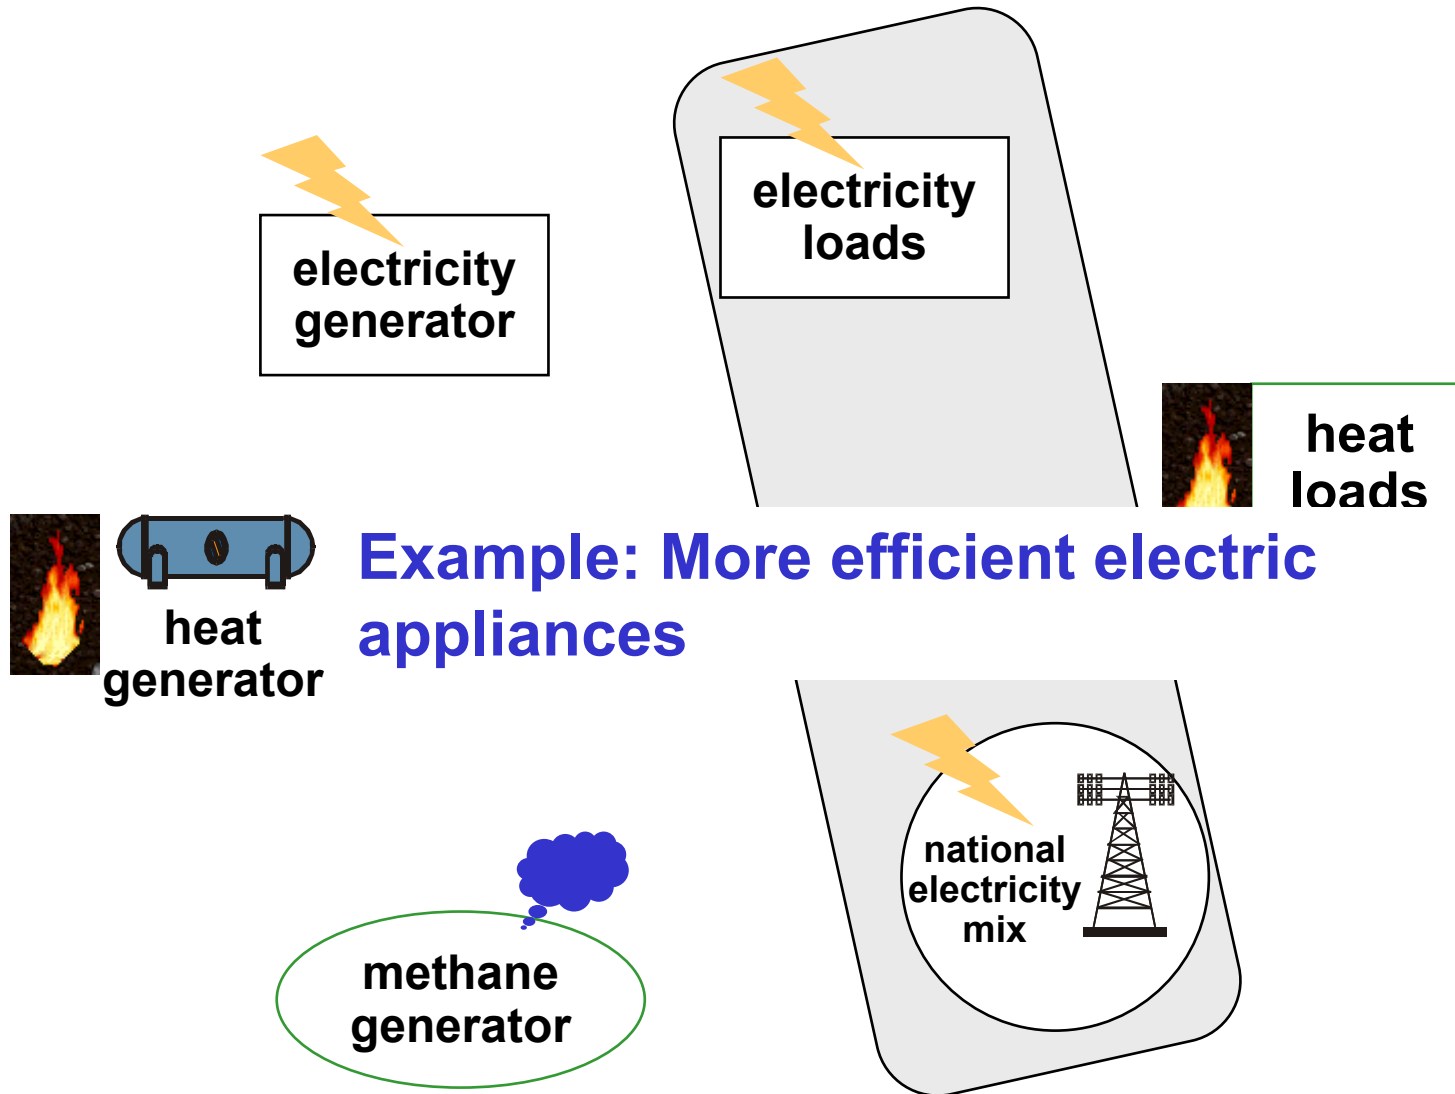 electricity
loads
electricity
generator
heat
loads
Example: More efficient electric
appliances
heat
generator
national
electricity
mix
methane
generator